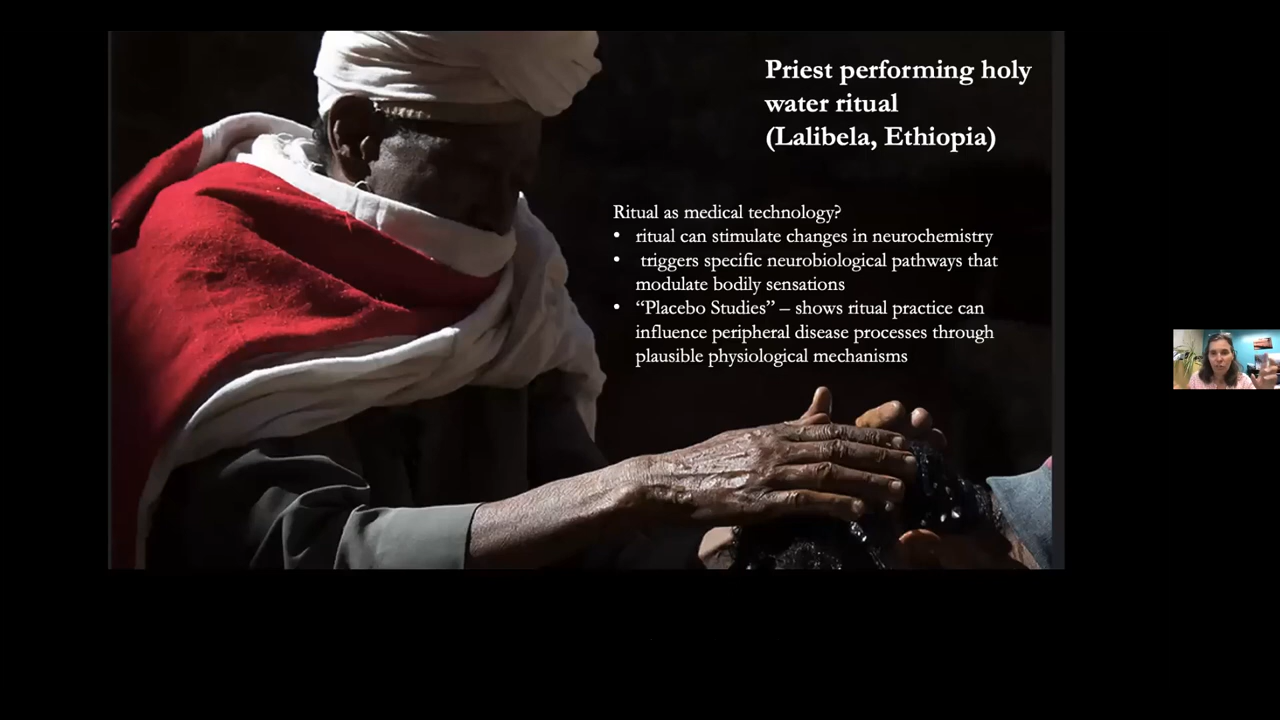 Priest performing holy
water ritual
(Lalibela, Ethiopia)
Ritual as medical technology?
• ritual can stimulate changes in neurochemistry
• triggers specific neurobiological pathways that
modulate bodily sensations
• “Placebo Studies” – shows ritual practice can
influence peripheral disease processes through
plausible physiological mechanisms